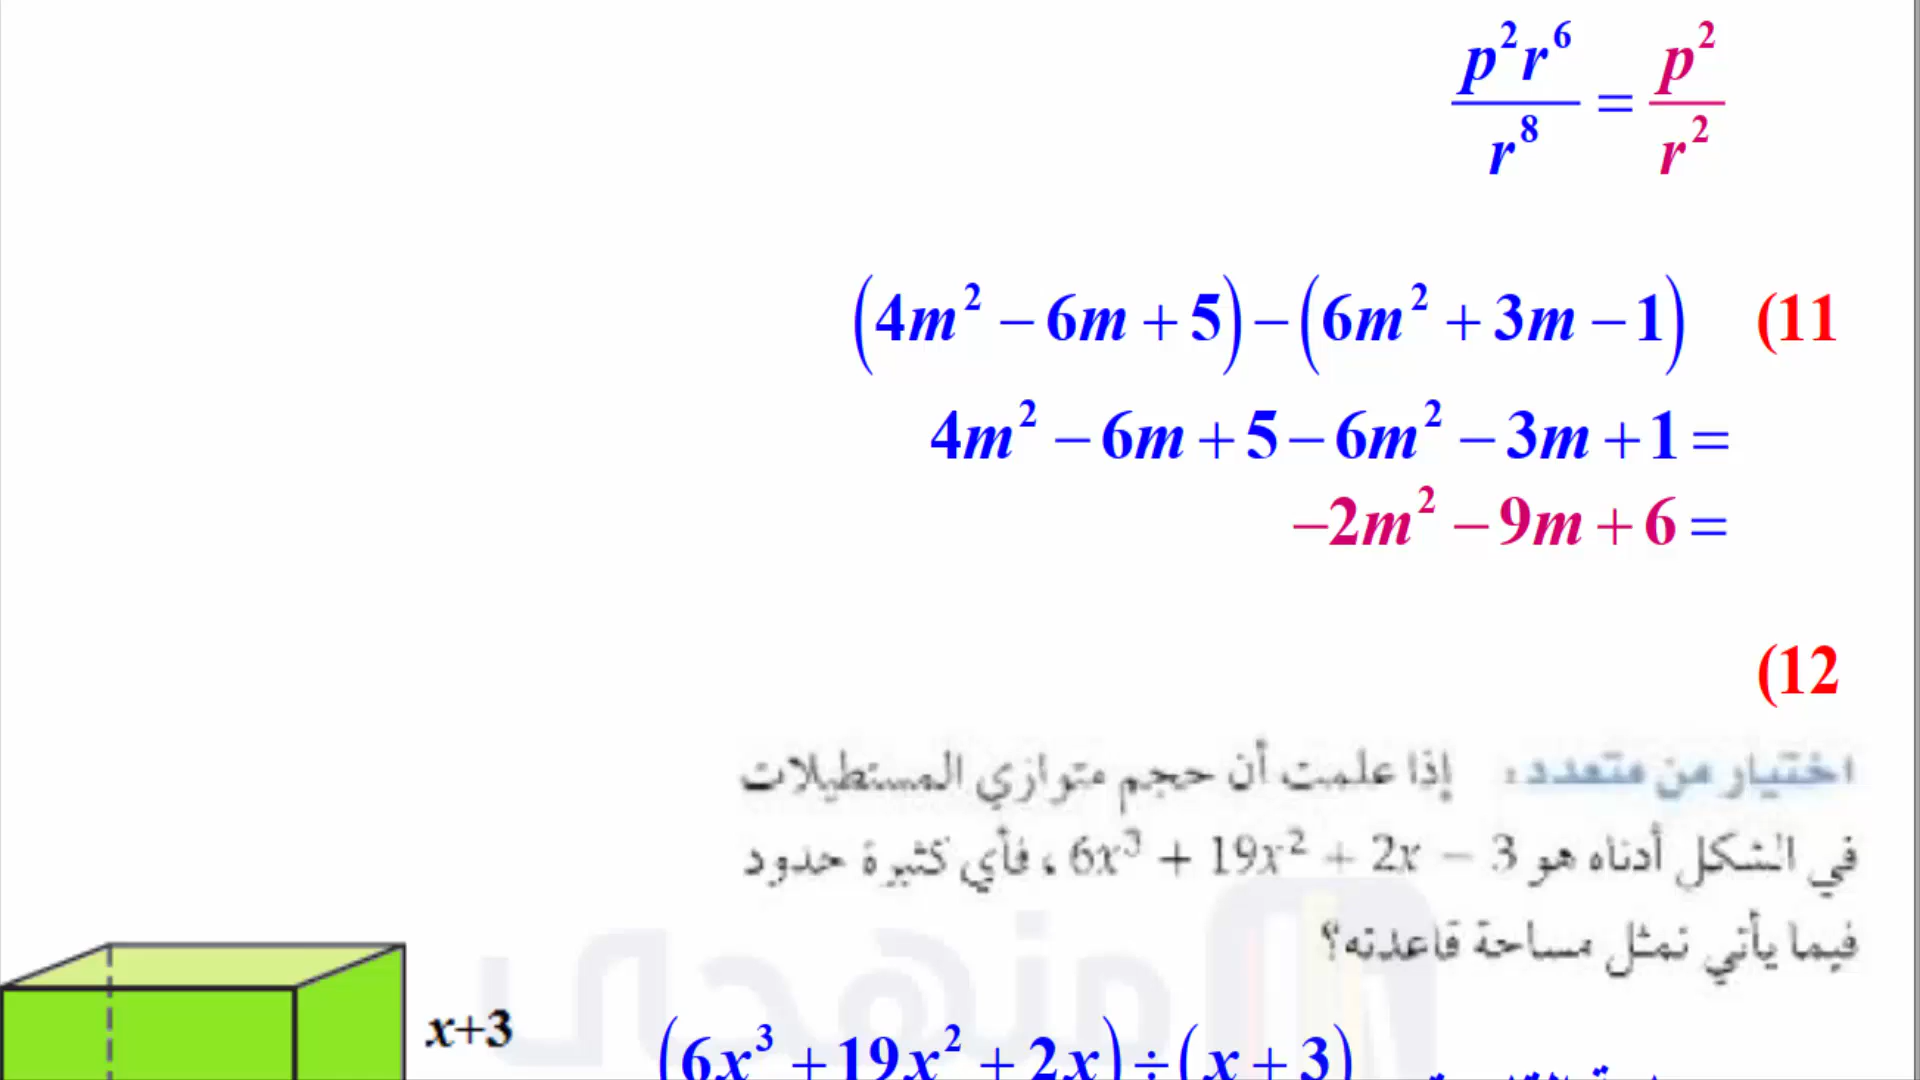 p²r⁶/r⁸ = p²/r²
(11 (4m² − 6m + 5) − (6m² + 3m − 1)
4m² − 6m + 5 − 6m² − 3m + 1 =
−2m² − 9m + 6 =
(12
اختيار من متعدد: إذا علمت أن حجم متوازي المستطيلات
في الشكل أدناه هو 6x³ + 19x² + 2x − 3 ، فأي كثيرة حدود
فيما يأتي تمثل مساحة قاعدته؟
x+3
(6x³ + 19x² + 2x) ÷ (x + 3)